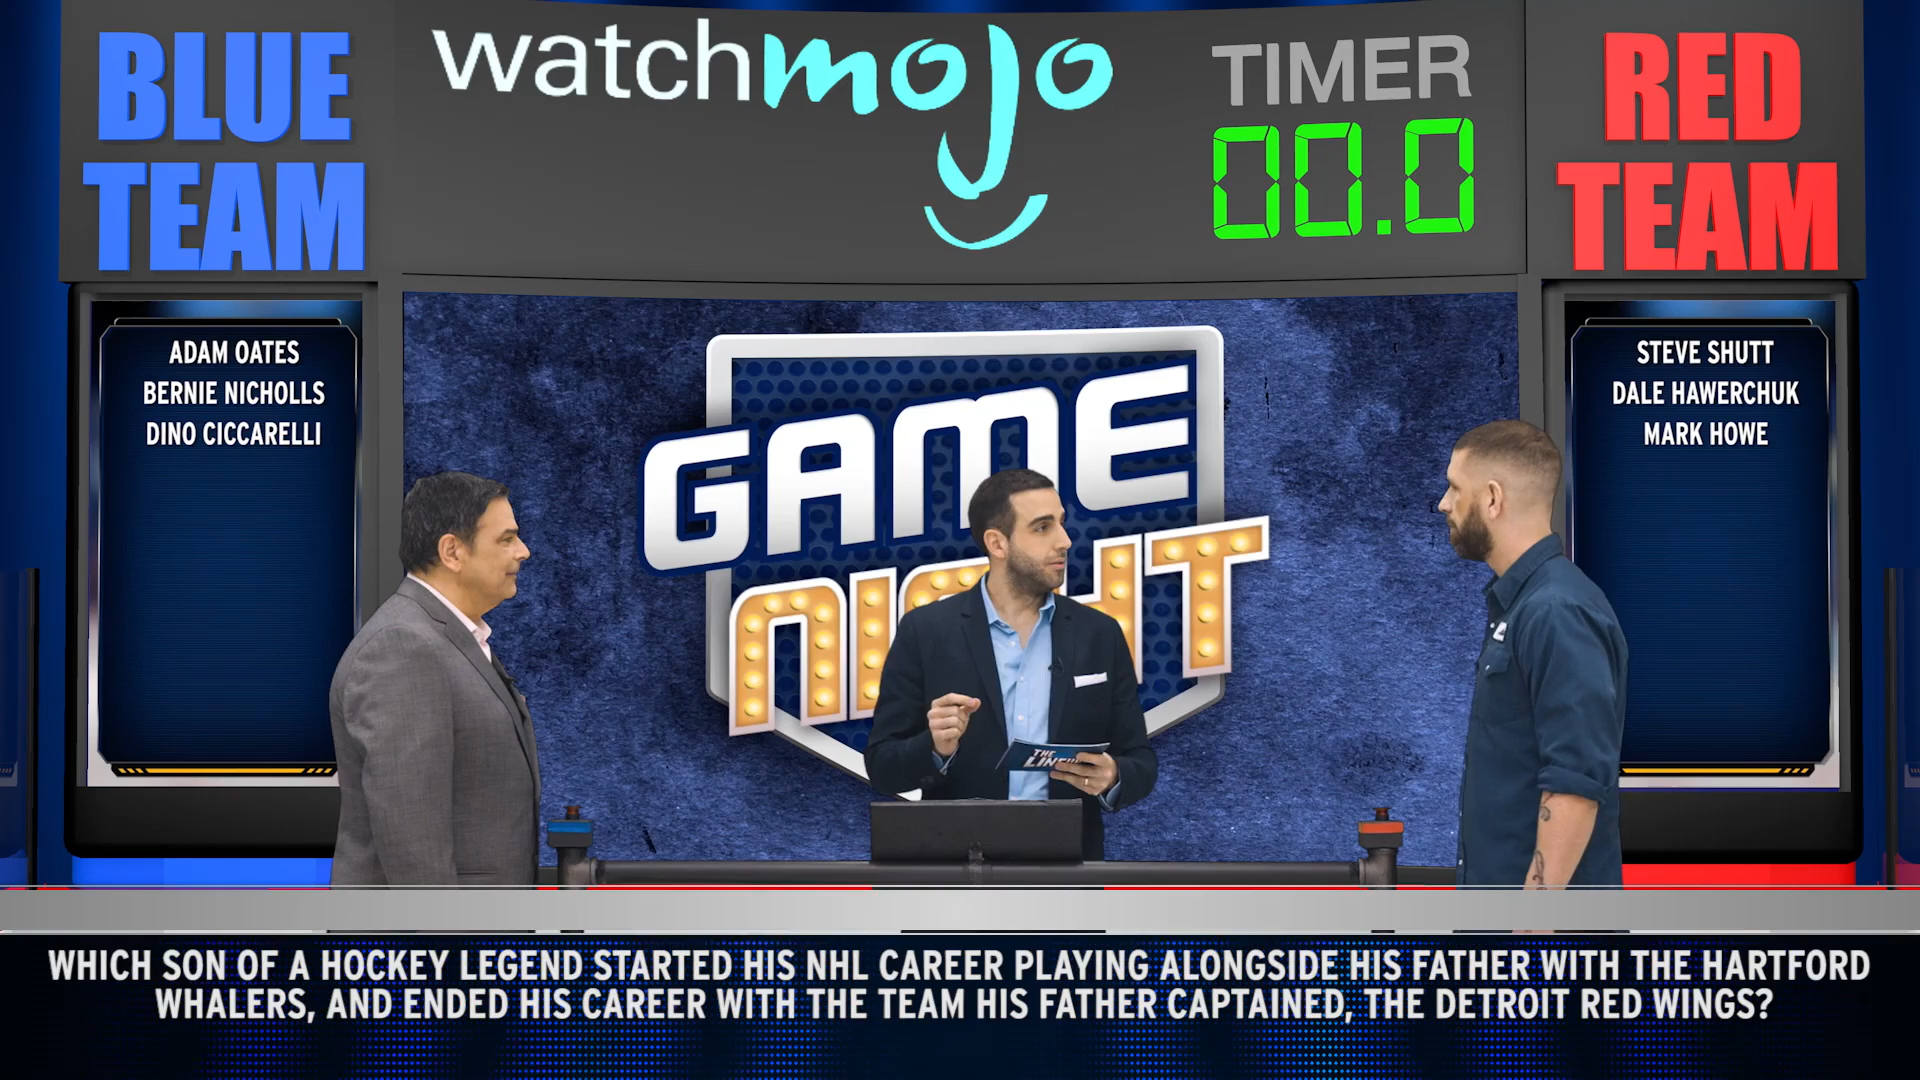 BLUE
TEAM
watchmojo
TIMER
00.0
RED
TEAM
ADAM OATES
BERNIE NICHOLLS
DINO CICCARELLI
STEVE SHUTT
DALE HAWERCHUK
MARK HOWE
GAME
NIGHT
THE
WHICH SON OF A HOCKEY LEGEND STARTED HIS NHL CAREER PLAYING ALONGSIDE HIS FATHER WITH THE HARTFORD
WHALERS, AND ENDED HIS CAREER WITH THE TEAM HIS FATHER CAPTAINED, THE DETROIT RED WINGS?